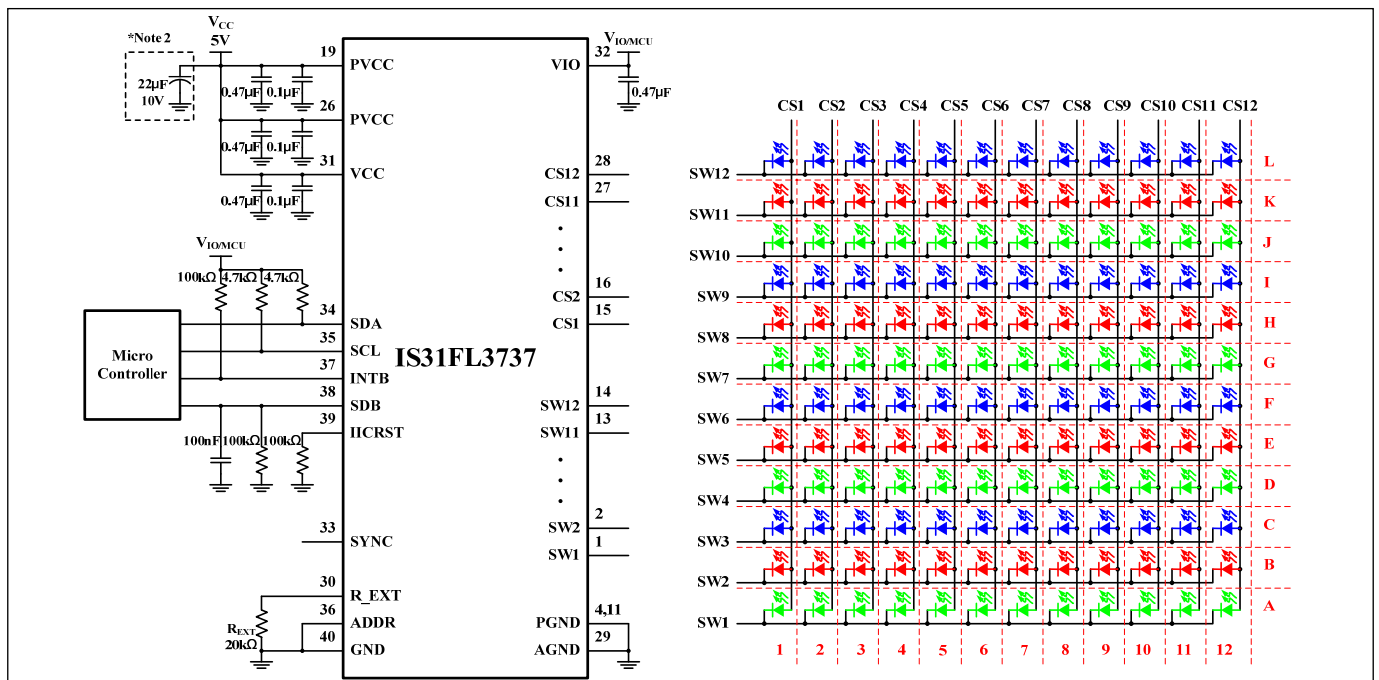 *Note 2
VCC
5V
22μF
10V
0.47μF 0.1μF
0.47μF 0.1μF
0.47μF 0.1μF
19
PVCC
26
PVCC
31
VCC
VIO/MCU
100kΩ 4.7kΩ 4.7kΩ
Micro
Controller
34
SDA
35
SCL
37
INTB
38
SDB
39
IICRST
100nF 100kΩ 100kΩ
33
SYNC
30
R_EXT
36
ADDR
40
GND
REXT
20kΩ
IS31FL3737
VIO/MCU
32
VIO
0.47μF
28
CS12
27
CS11
16
CS2
15
CS1
14
SW12
13
SW11
2
SW2
1
SW1
4,11
PGND
29
AGND
CS1 CS2 CS3 CS4 CS5 CS6 CS7 CS8 CS9 CS10 CS11 CS12
L
SW12
K
SW11
J
SW10
I
SW9
H
SW8
G
SW7
F
SW6
E
SW5
D
SW4
C
SW3
B
SW2
A
SW1
1 2 3 4 5 6 7 8 9 10 11 12